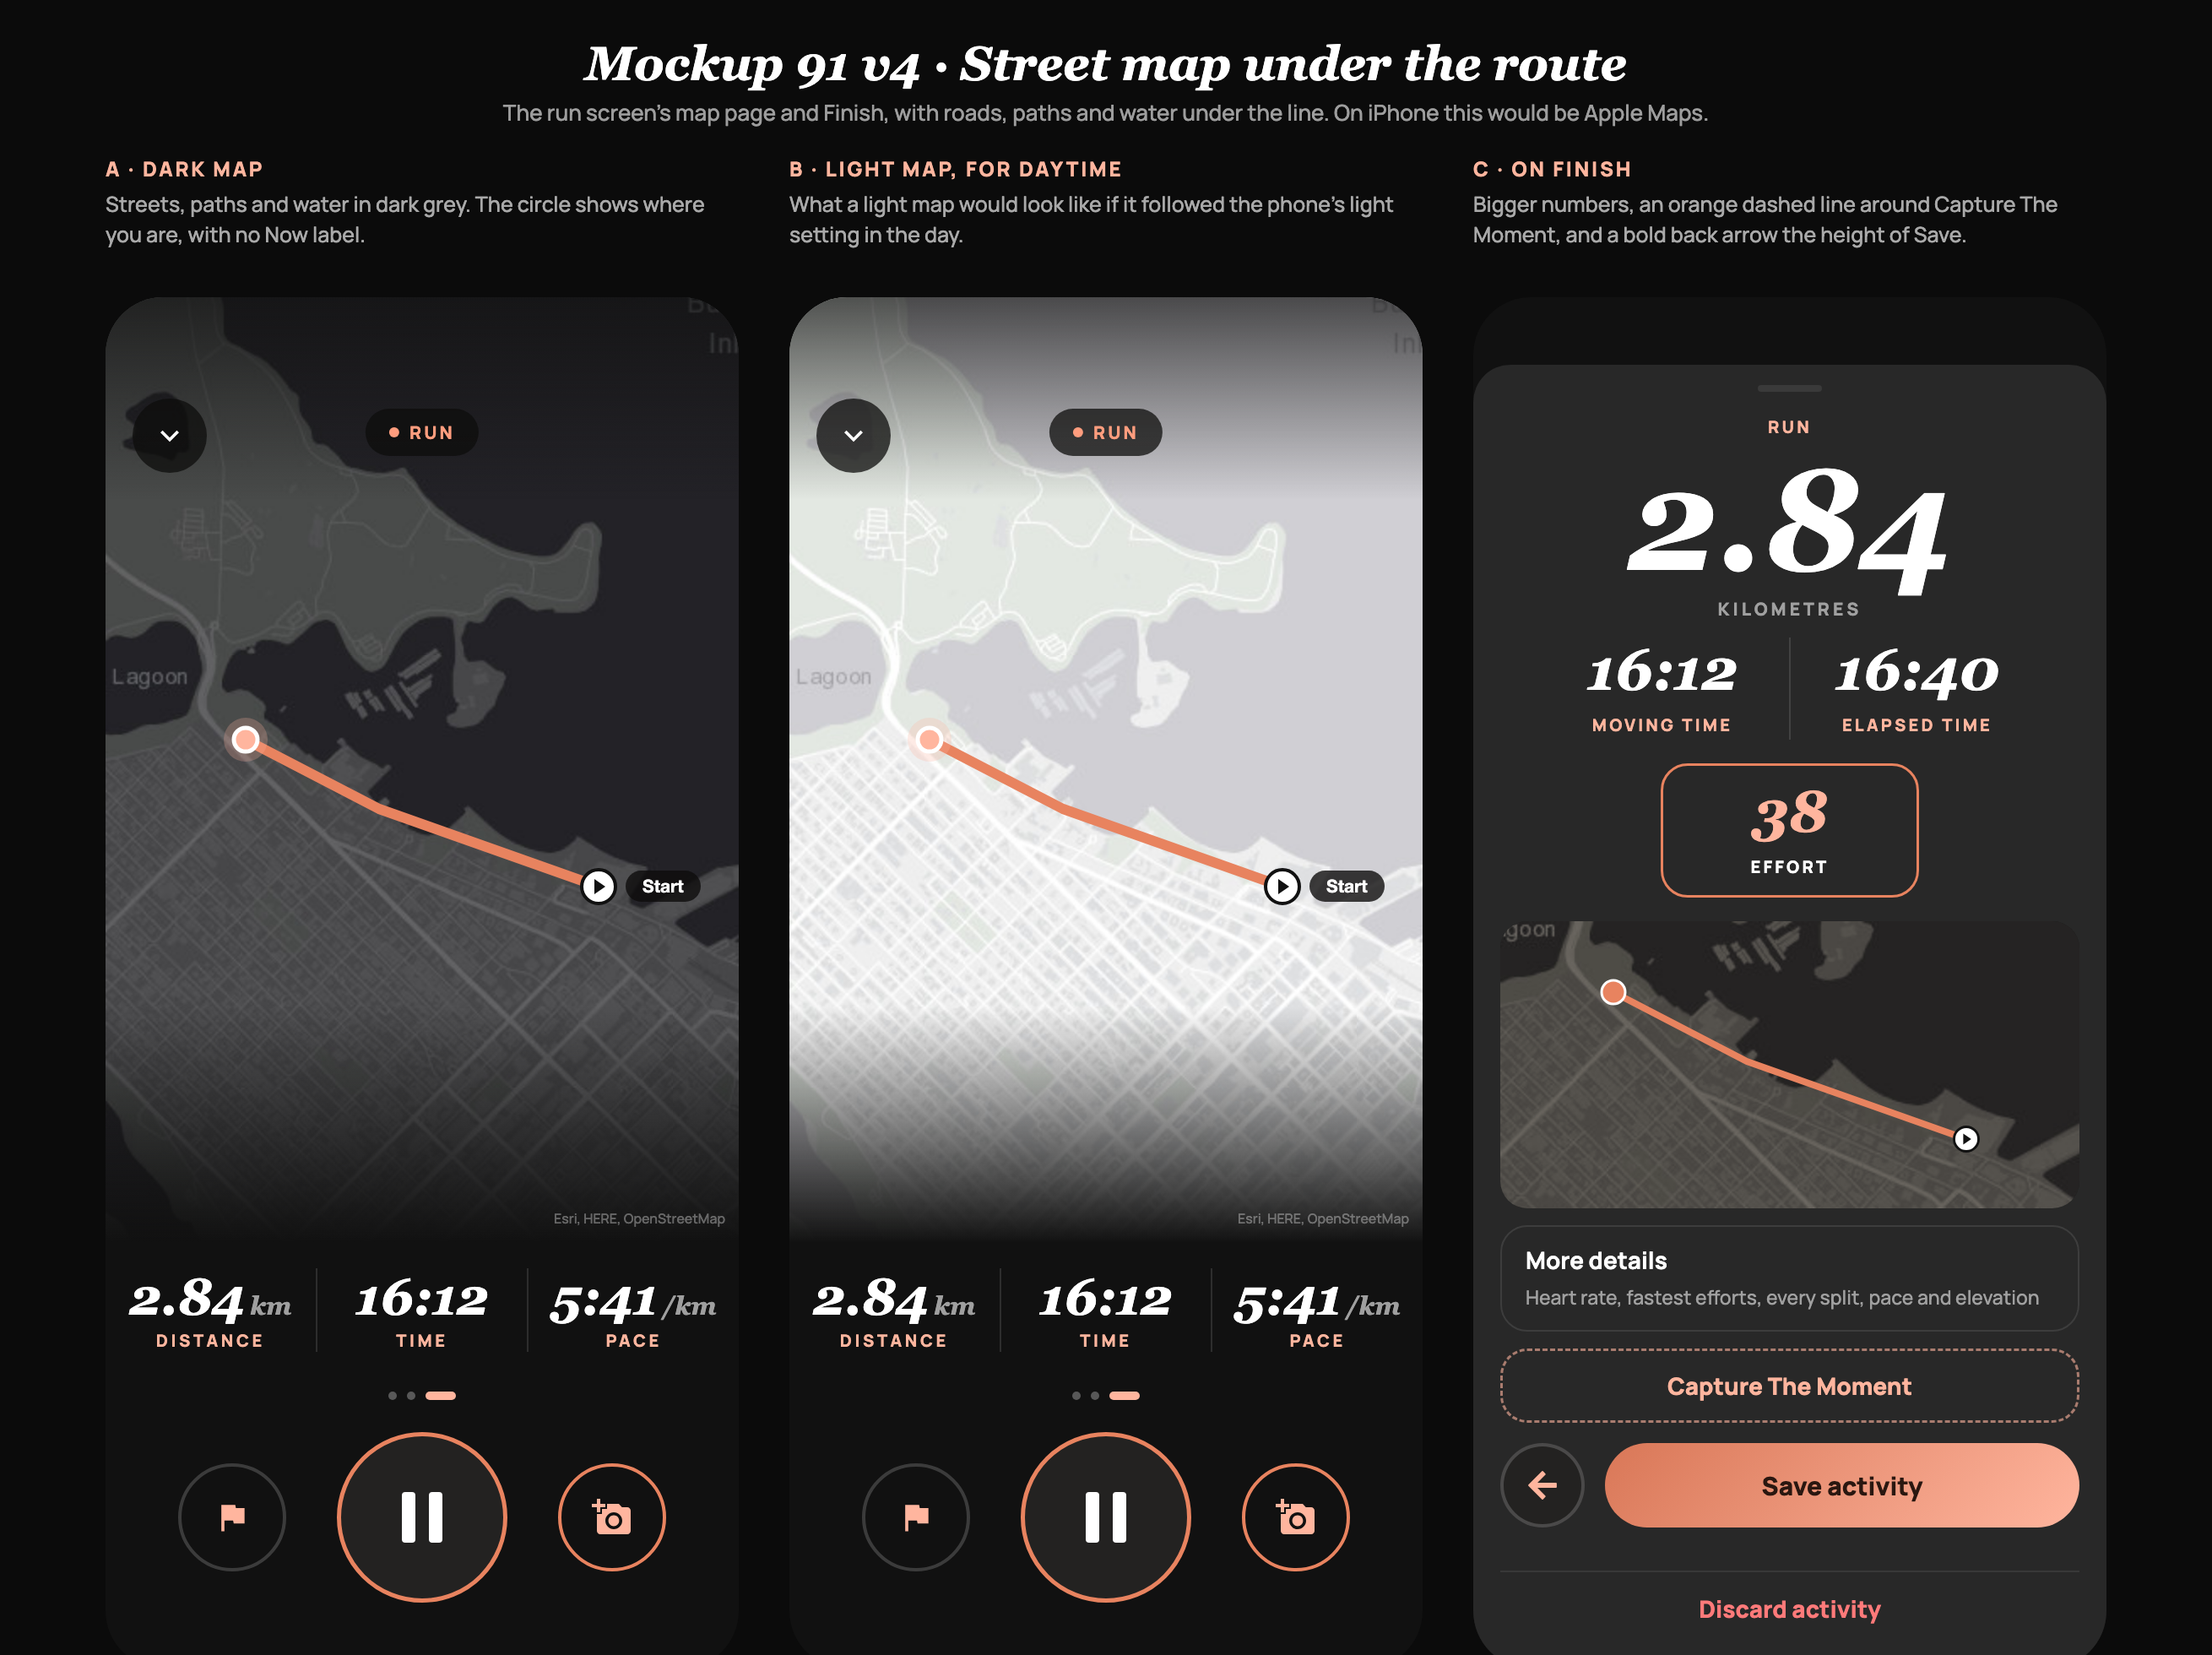 Mockup 91 v4 · Street map under the route
The run screen's map page and Finish, with roads, paths and water under the line. On iPhone this would be Apple Maps.
A · DARK MAP
Streets, paths and water in dark grey. The circle shows where
you are, with no Now label.
RUN
Lagoon
Start
Esri, HERE, OpenStreetMap
2.84 km
DISTANCE
16:12
TIME
5:41 /km
PACE
B · LIGHT MAP, FOR DAYTIME
What a light map would look like if it followed the phone's light
setting in the day.
RUN
Lagoon
Start
Esri, HERE, OpenStreetMap
2.84 km
DISTANCE
16:12
TIME
5:41 /km
PACE
C · ON FINISH
Bigger numbers, an orange dashed line around Capture The
Moment, and a bold back arrow the height of Save.
RUN
2.84
KILOMETRES
16:12
MOVING TIME
16:40
ELAPSED TIME
38
EFFORT
goon
More details
Heart rate, fastest efforts, every split, pace and elevation
Capture The Moment
Save activity
Discard activity